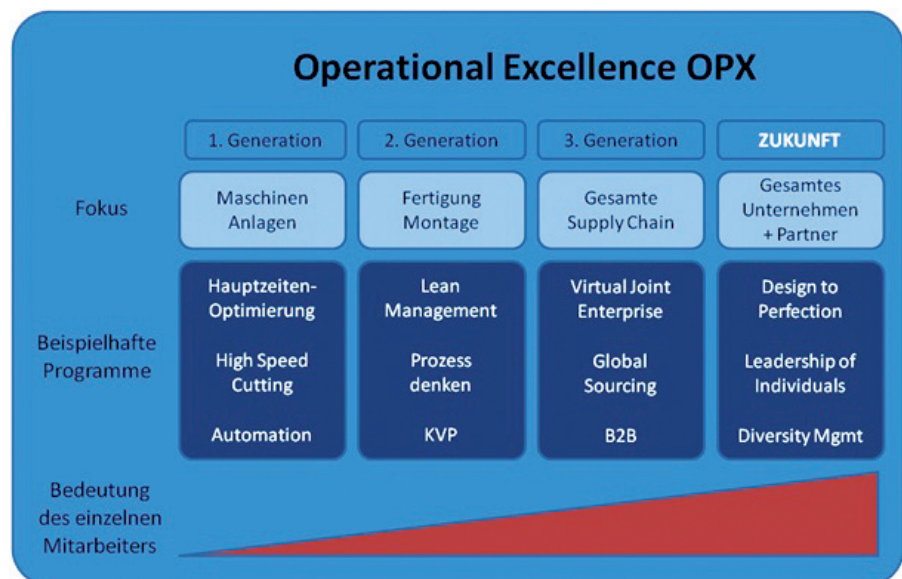 Operational Excellence OPX
1. Generation
2. Generation
3. Generation
ZUKUNFT
Fokus
Maschinen
Anlagen
Fertigung
Montage
Gesamte
Supply Chain
Gesamtes
Unternehmen
+ Partner
Beispielhafte
Programme
Hauptzeiten-
Optimierung
High Speed
Cutting
Automation
Lean
Management
Prozess
denken
KVP
Virtual Joint
Enterprise
Global
Sourcing
B2B
Design to
Perfection
Leadership of
Individuals
Diversity Mgmt
Bedeutung
des einzelnen
Mitarbeiters